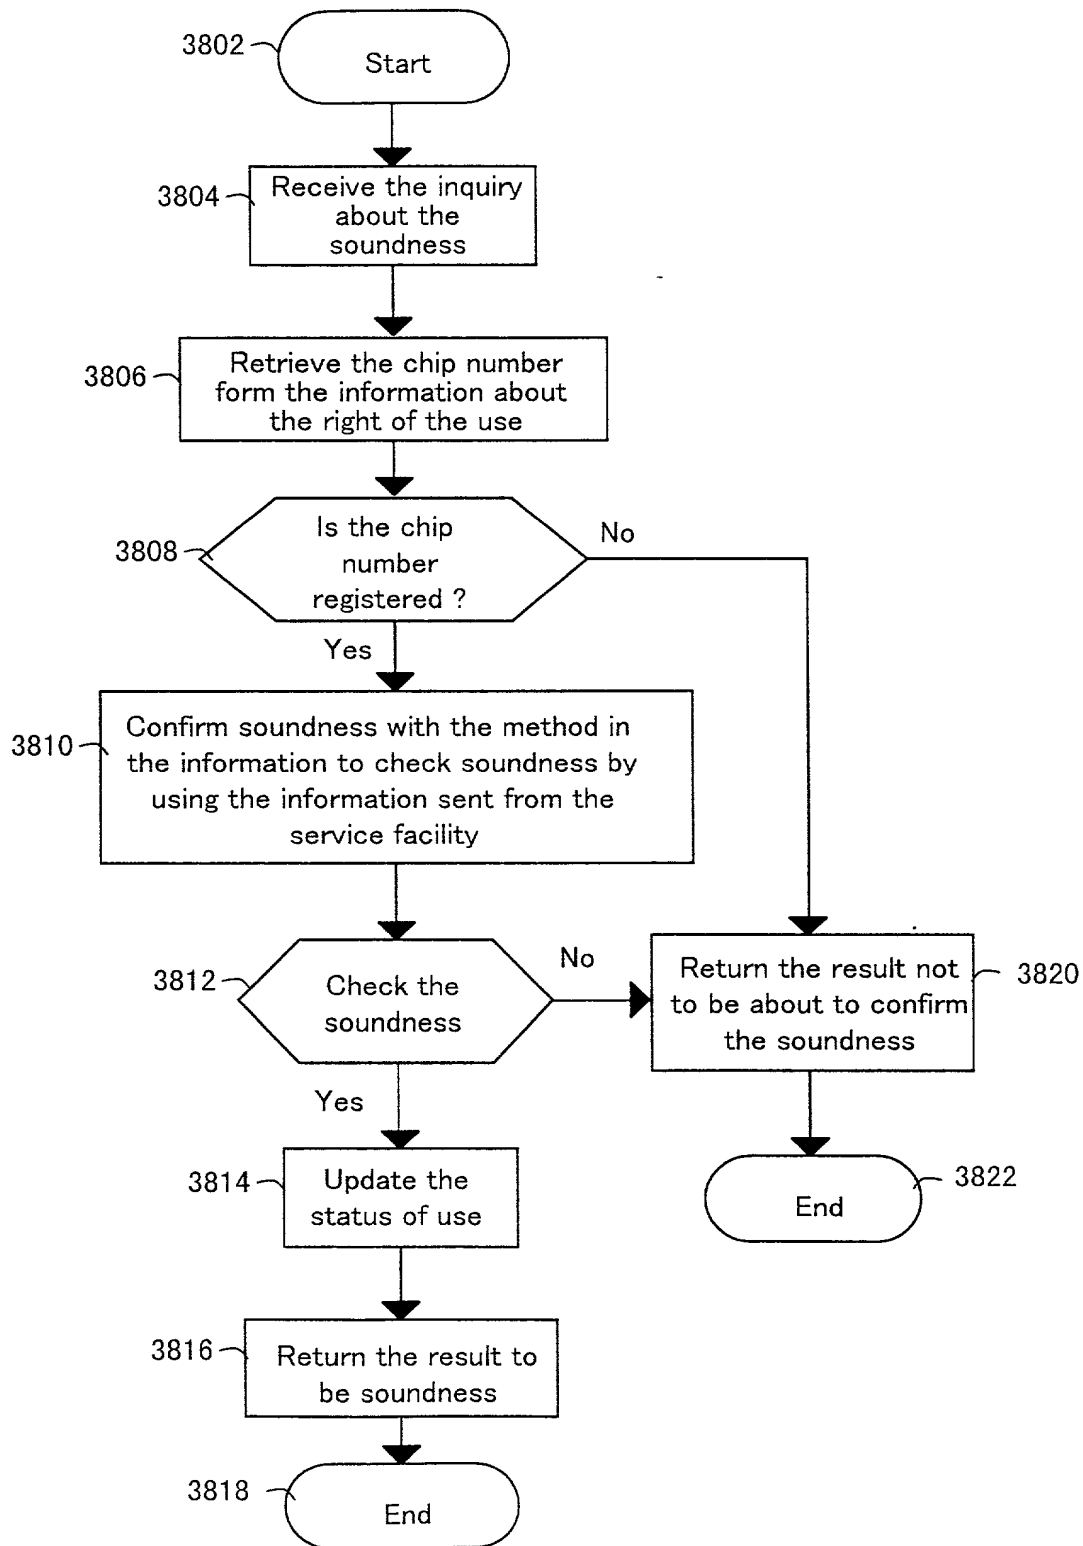 3802
Start
3804
Receive the inquiry
about the
soundness
3806
Retrieve the chip number
form the information about
the right of the use
3808
Is the chip
number
registered ?
No
Yes
3810
Confirm soundness with the method in
the information to check soundness by
using the information sent from the
service facility
3812
Check the
soundness
No
Yes
3820
Return the result not
to be about to confirm
the soundness
3814
Update the
status of use
3822
End
3816
Return the result to
be soundness
3818
End